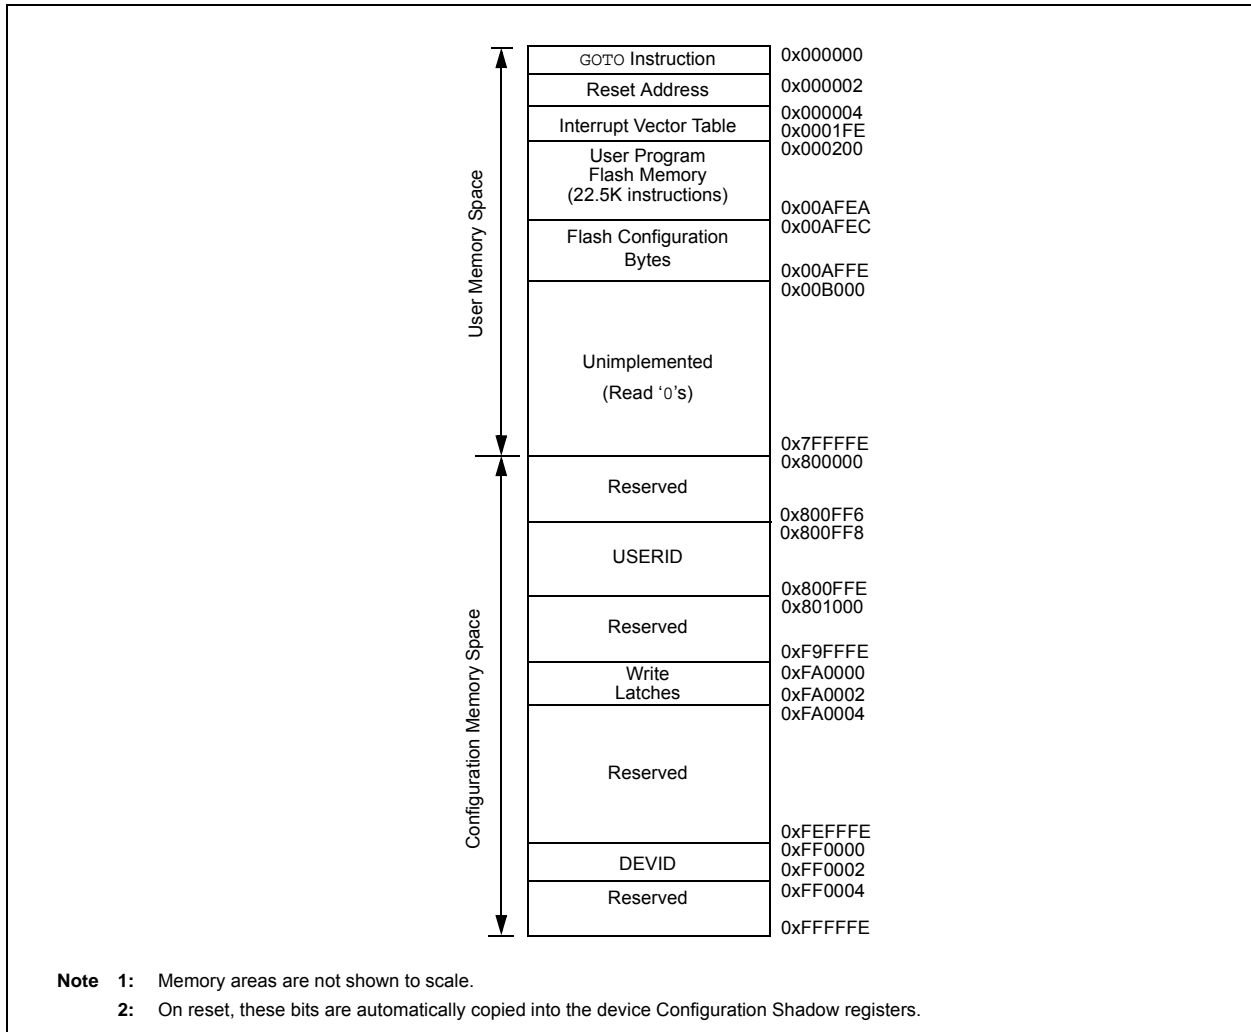 GOTO Instruction
0x000000
Reset Address
0x000002
Interrupt Vector Table
0x000004
0x0001FE
User Program
Flash Memory
(22.5K instructions)
0x000200
0x00AFEA
Flash Configuration
Bytes
0x00AFEC
0x00AFFE
Unimplemented
(Read ‘0’s)
0x00B000
0x7FFFFE
User Memory Space
Reserved
0x800000
0x800FF6
USERID
0x800FF8
0x800FFE
Reserved
0x801000
0xF9FFFE
Write
Latches
0xFA0000
0xFA0002
Reserved
0xFA0004
0xFEFFFE
DEVID
0xFF0000
0xFF0002
Reserved
0xFF0004
0xFFFFFE
Configuration Memory Space
Note 1: Memory areas are not shown to scale.
2: On reset, these bits are automatically copied into the device Configuration Shadow registers.